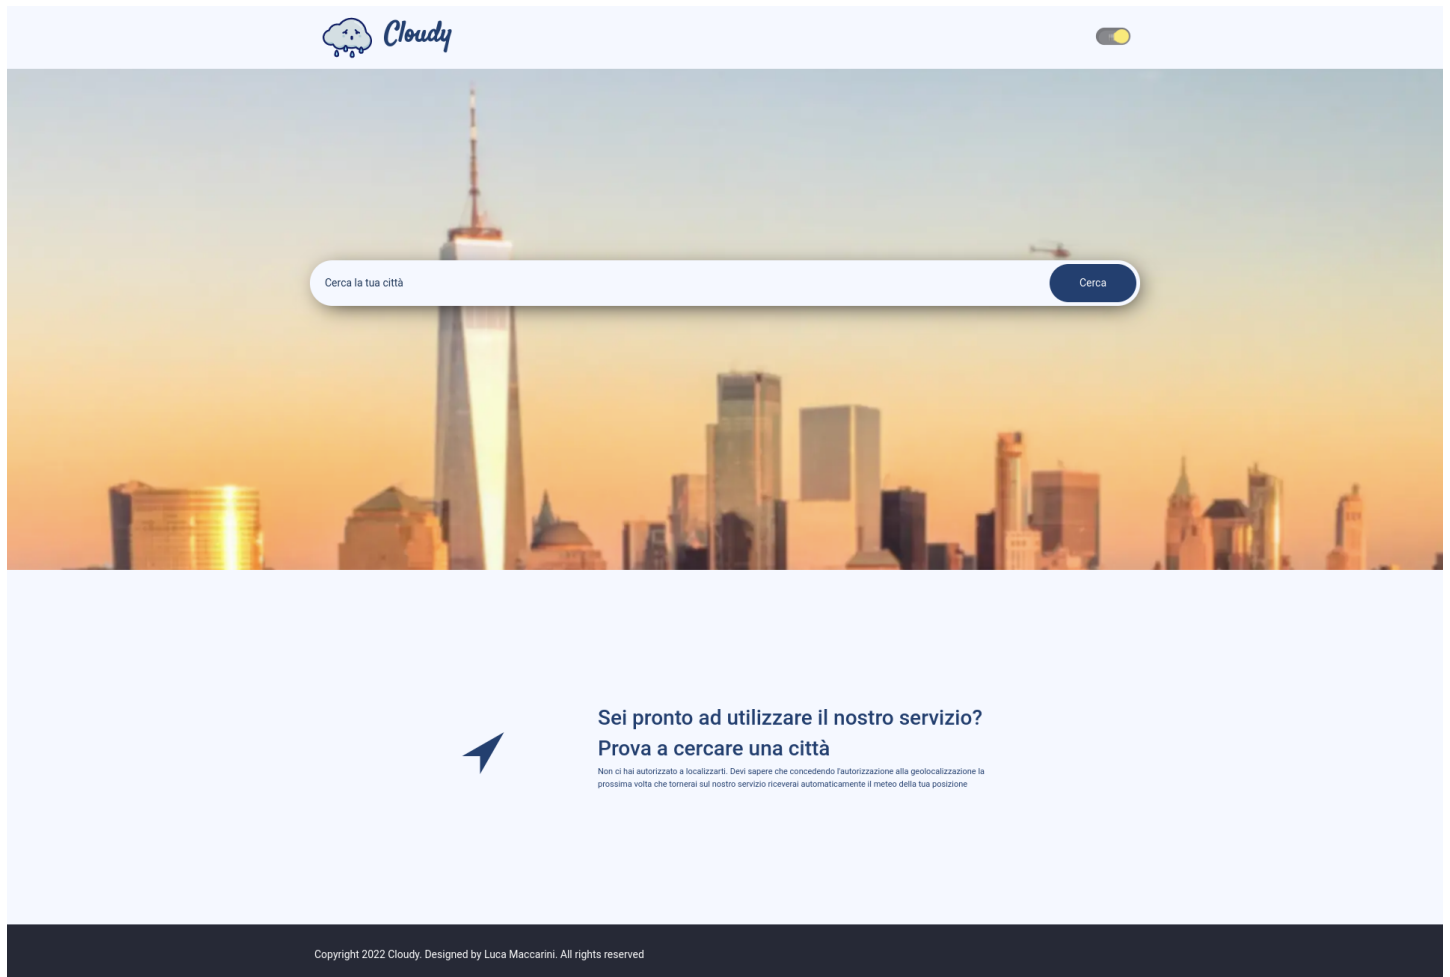 Cloudy
Cerca la tua città
Cerca
Sei pronto ad utilizzare il nostro servizio?
Prova a cercare una città
Non ci hai autorizzato a localizzarti. Devi sapere che concedendo l'autorizzazione alla geolocalizzazione la
prossima volta che tornerai sul nostro servizio riceverai automaticamente il meteo della tua posizione
Copyright 2022 Cloudy. Designed by Luca Maccarini. All rights reserved